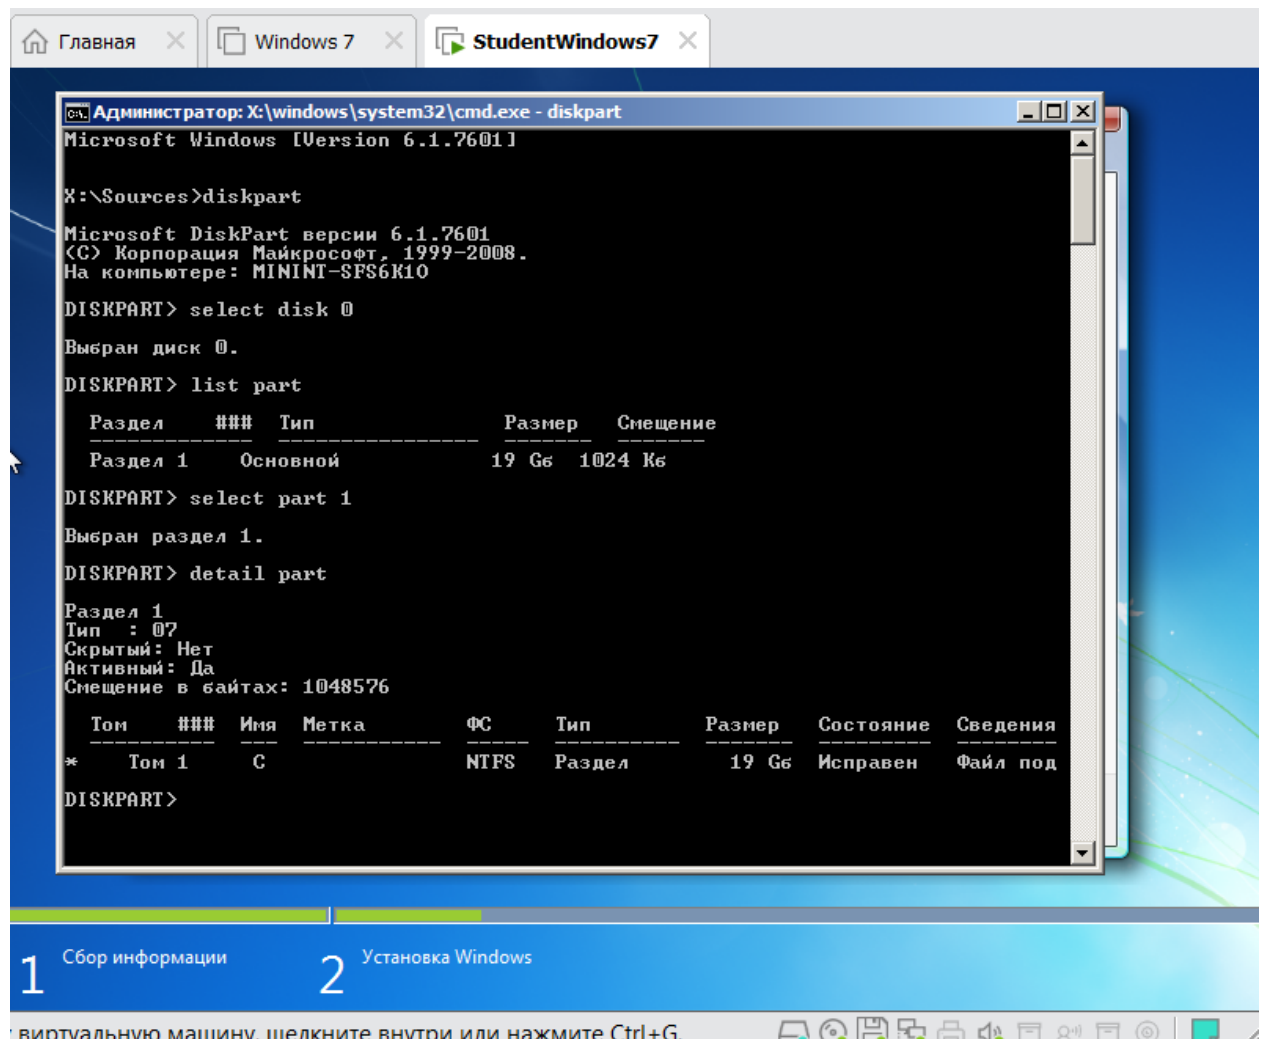 Главная
Windows 7
StudentWindows7
Администратор: X:\windows\system32\cmd.exe - diskpart
Microsoft Windows [Version 6.1.7601]
X:\Sources>diskpart
Microsoft DiskPart версии 6.1.7601
(C) Корпорация Майкрософт, 1999-2008.
На компьютере: MININT-SFS6K1O
DISKPART> select disk 0
Выбран диск 0.
DISKPART> list part
Раздел ### Тип Размер Смещение
Раздел 1 Основной 19 Gб 1024 Kб
DISKPART> select part 1
Выбран раздел 1.
DISKPART> detail part
Раздел 1
Тип : 07
Скрытый: Нет
Активный: Да
Смещение в байтах: 1048576
Том ### Имя Метка ФС Тип Размер Состояние Сведения
* Том 1 C NTFS Раздел 19 Gб Исправен Файл под
DISKPART>
1 Сбор информации
2 Установка Windows
виртуальную машину, щелкните внутри или нажмите Ctrl+G.